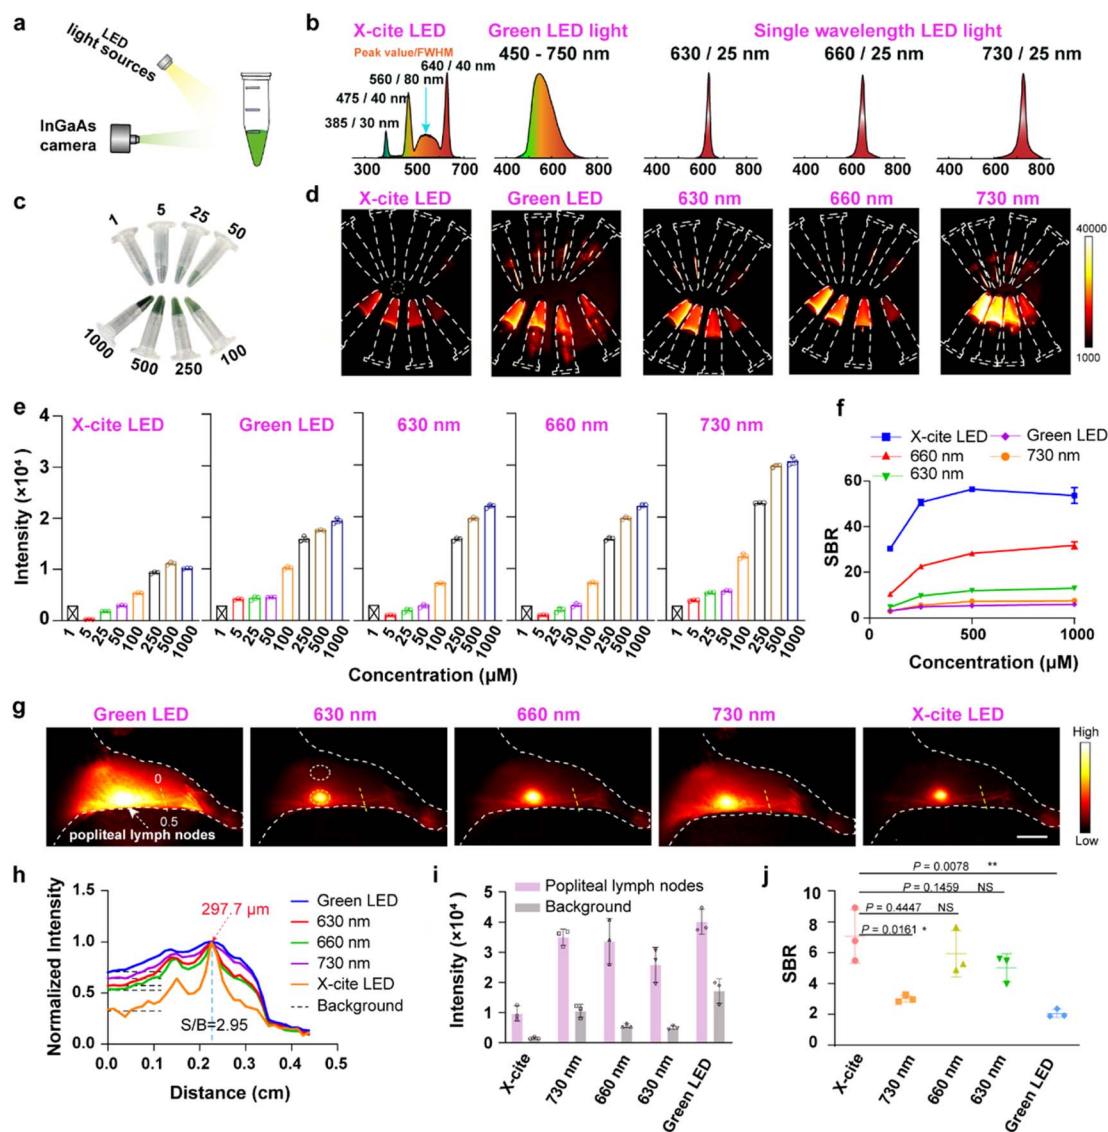 a
LED
light sources
InGaAs
camera
b
X-cite LED
Green LED light
Single wavelength LED light
Peak value/FWHM
450 - 750 nm
630 / 25 nm
660 / 25 nm
730 / 25 nm
640 / 40 nm
560 / 80 nm
475 / 40 nm
385 / 30 nm
300 500 700
400 600 800
400 600 800
400 600 800
400 600 800
c
1
5
25
50
1000
500
250
100
d
X-cite LED
Green LED
630 nm
660 nm
730 nm
40000
1000
e
X-cite LED
Green LED
630 nm
660 nm
730 nm
Intensity (×10⁴)
4
3
2
1
0
1 5 25 50 100 250 500 1000
1 5 25 50 100 250 500 1000
1 5 25 50 100 250 500 1000
1 5 25 50 100 250 500 1000
1 5 25 50 100 250 500 1000
Concentration (µM)
f
X-cite LED
Green LED
660 nm
730 nm
630 nm
SBR
60
40
20
0
0 500 1000
Concentration (µM)
g
Green LED
630 nm
660 nm
730 nm
X-cite LED
0
0.5
popliteal lymph nodes
High
Low
h
Normalized Intensity
1.5
1.0
0.5
0.0
297.7 µm
Green LED
630 nm
660 nm
730 nm
X-cite LED
Background
S/B=2.95
0.0 0.1 0.2 0.3 0.4 0.5
Distance (cm)
i
Popliteal lymph nodes
Background
Intensity (×10⁴)
5
4
3
2
1
0
X-cite
730 nm
660 nm
630 nm
Green LED
j
P = 0.0078 **
P = 0.1459 NS
P = 0.4447 NS
P = 0.0161 *
SBR
10
8
6
4
2
0
X-cite
730 nm
660 nm
630 nm
Green LED